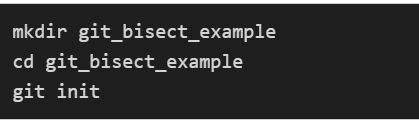 mkdir git_bisect_example
cd git_bisect_example
git init